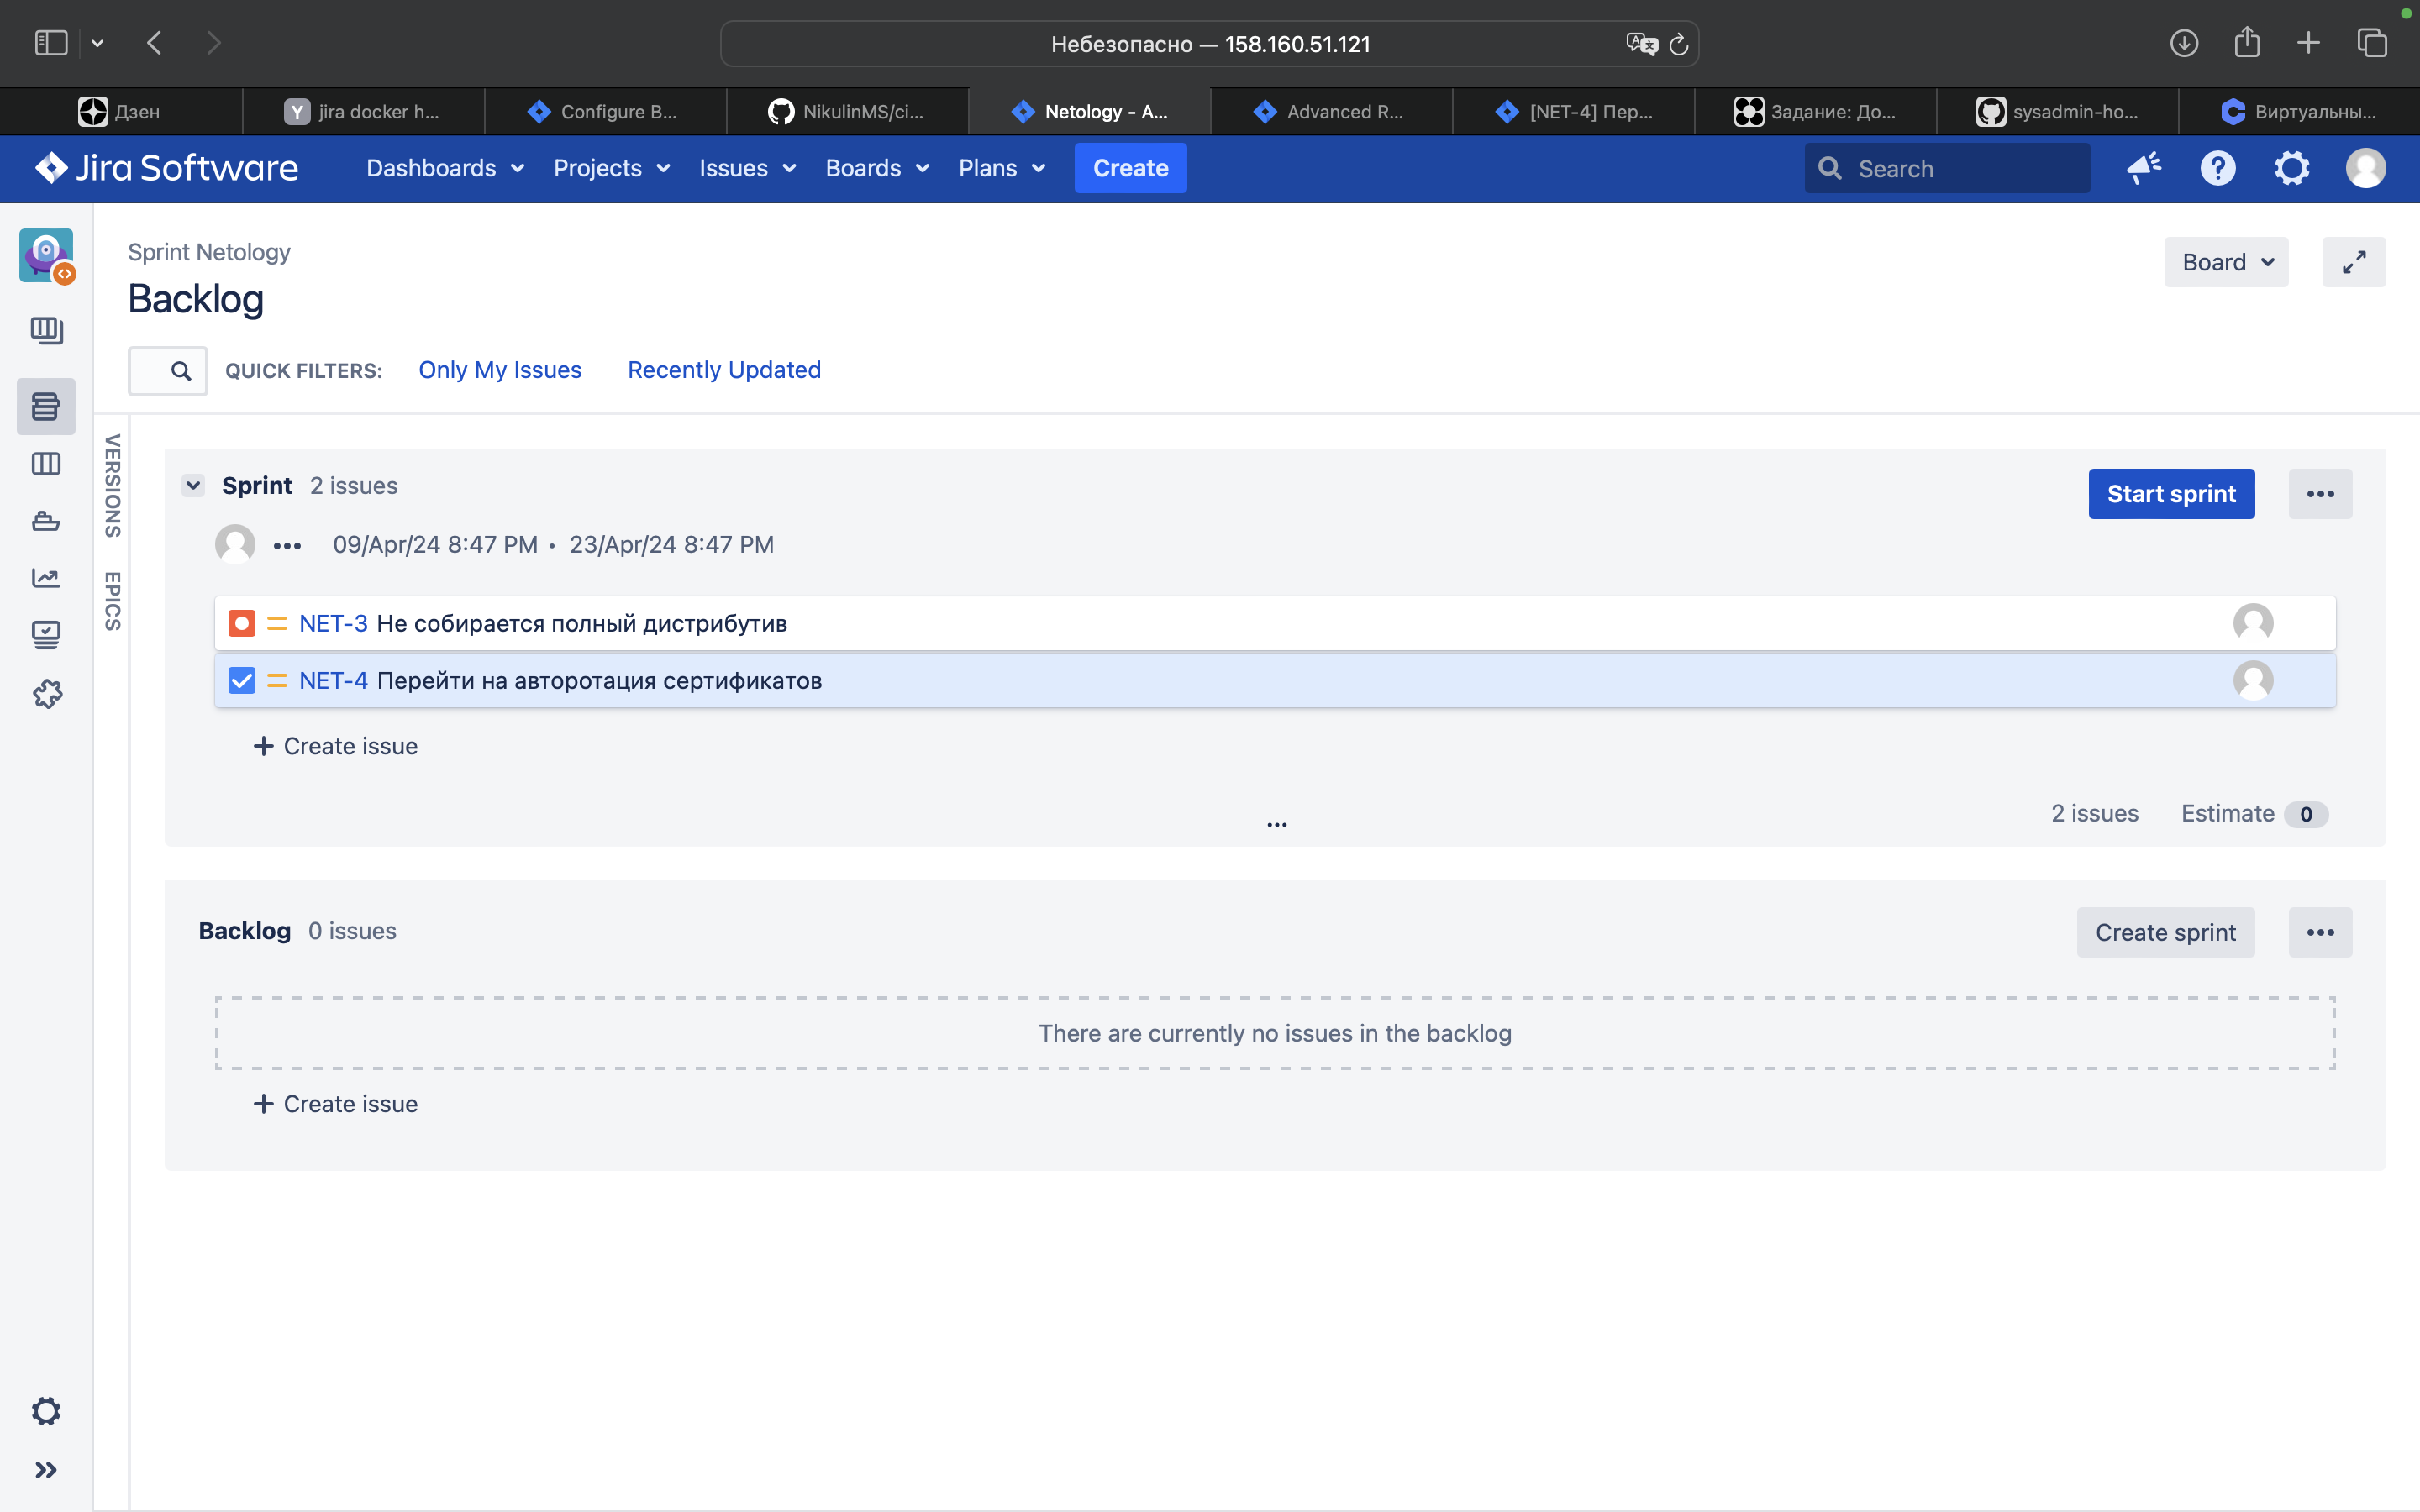 Небезопасно — 158.160.51.121
Дзен
jira docker h...
Configure B...
NikulinMS/ci...
Netology - A...
Advanced R...
[NET-4] Пер...
Задание: До...
sysadmin-ho...
Виртуальны...
Jira Software
Dashboards
Projects
Issues
Boards
Plans
Create
Search
Sprint Netology
Board
Backlog
QUICK FILTERS:
Only My Issues
Recently Updated
VERSIONS
EPICS
Sprint 2 issues
Start sprint
09/Apr/24 8:47 PM • 23/Apr/24 8:47 PM
NET-3 Не собирается полный дистрибутив
NET-4 Перейти на авторотация сертификатов
+ Create issue
2 issues Estimate 0
Backlog 0 issues
Create sprint
There are currently no issues in the backlog
+ Create issue